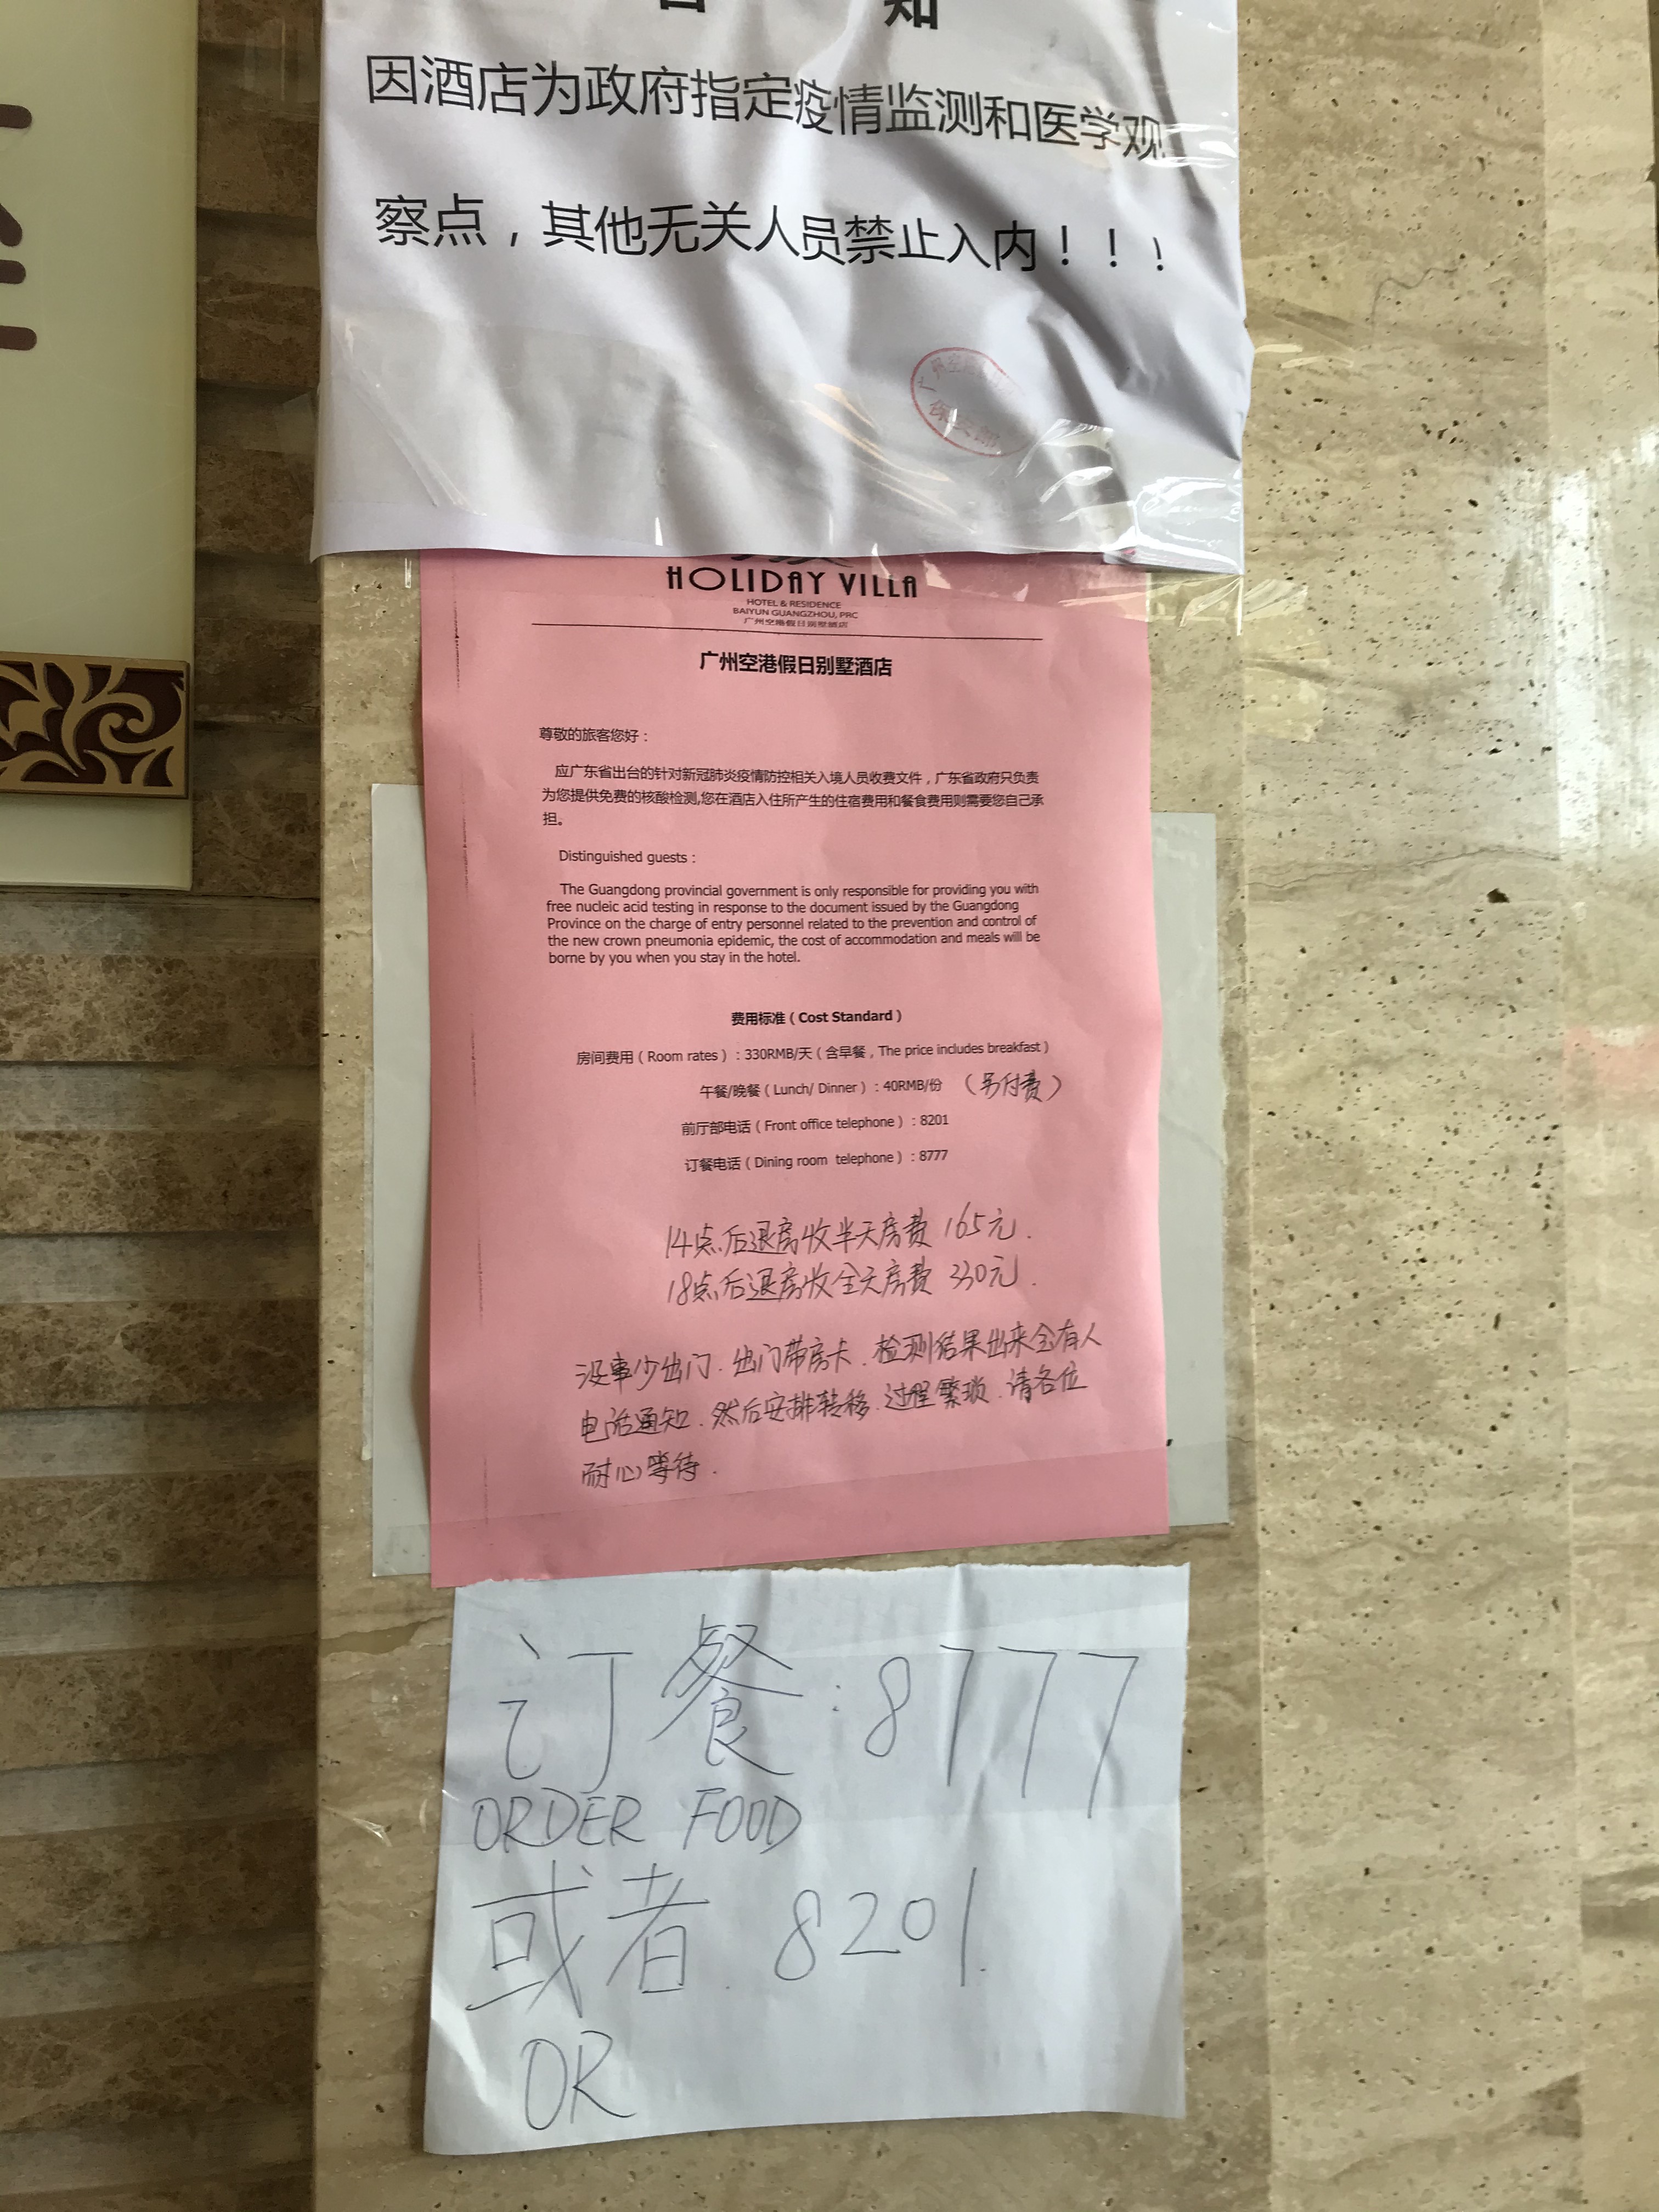 告 知
因酒店为政府指定疫情监测和医学观
察点，其他无关人员禁止入内！！！
保安部
HOLIDAY VILLA
HOTEL & RESIDENCE
BAIYUN GUANGZHOU, PRC
广州空港假日别墅酒店
广州空港假日别墅酒店
尊敬的旅客您好：
应广东省出台的针对新冠肺炎疫情防控相关入境人员收费文件，广东省政府只负责
为您提供免费的核酸检测,您在酒店入住所产生的住宿费用和餐食费用则需要您自己承
担。
Distinguished guests：
The Guangdong provincial government is only responsible for providing you with
free nucleic acid testing in response to the document issued by the Guangdong
Province on the charge of entry personnel related to the prevention and control of
the new crown pneumonia epidemic, the cost of accommodation and meals will be
borne by you when you stay in the hotel.
费用标准（Cost Standard）
房间费用（Room rates）：330RMB/天（含早餐，The price includes breakfast）
午餐/晚餐（Lunch/ Dinner）：40RMB/份 （另付费）
前厅部电话（Front office telephone）：8201
订餐电话（Dining room telephone）：8777
14点后退房收半天房费 165元.
18点后退房收全天房费 330元.
没事少出门.出门带房卡.检测结果出来会有人
电话通知.然后安排转移.过程繁琐.请各位
耐心等待.
订餐:8777
ORDER FOOD
或者.8201.
OR